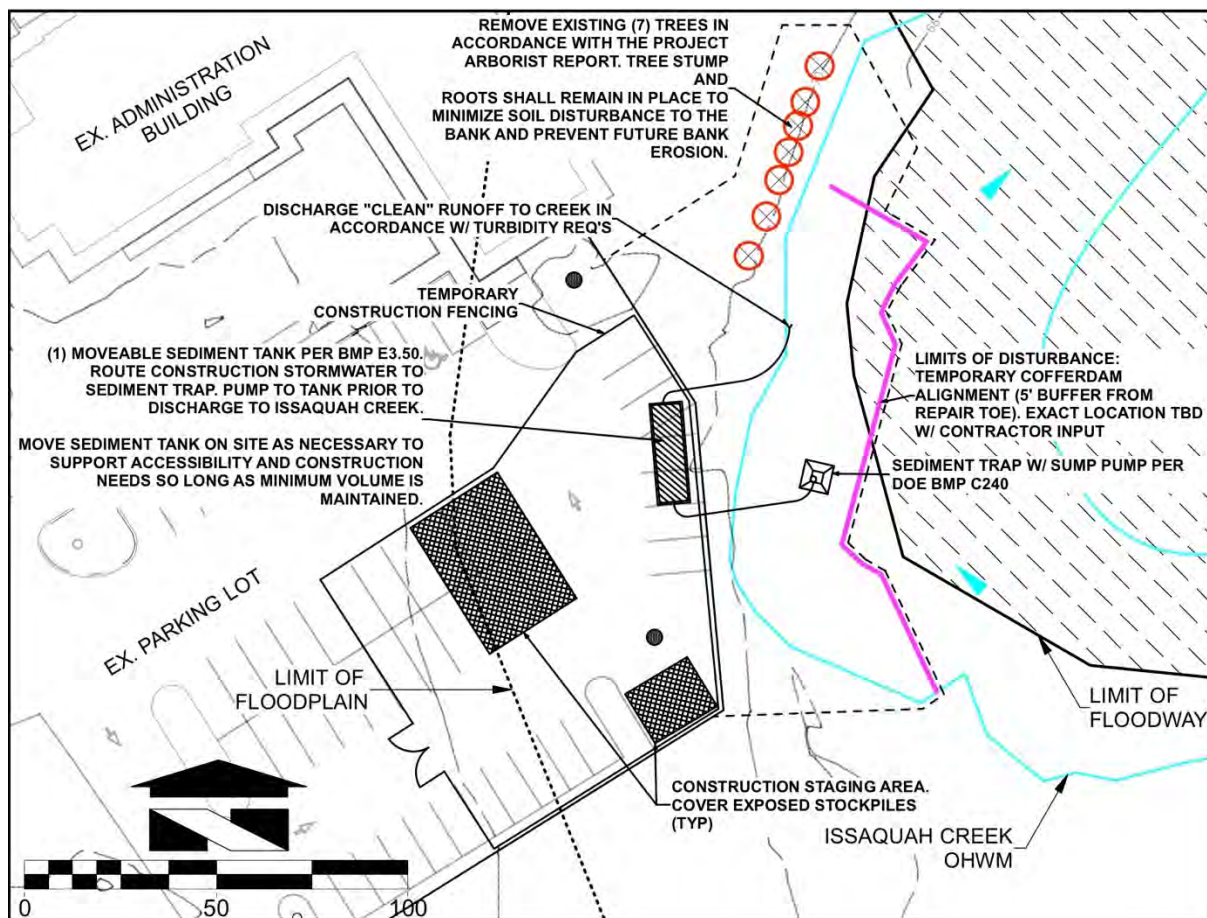 REMOVE EXISTING (7) TREES IN
ACCORDANCE WITH THE PROJECT
ARBORIST REPORT. TREE STUMP
AND
ROOTS SHALL REMAIN IN PLACE TO
MINIMIZE SOIL DISTURBANCE TO THE
BANK AND PREVENT FUTURE BANK
EROSION.
EX. ADMINISTRATION
BUILDING
DISCHARGE "CLEAN" RUNOFF TO CREEK IN
ACCORDANCE W/ TURBIDITY REQ'S
TEMPORARY
CONSTRUCTION FENCING
(1) MOVEABLE SEDIMENT TANK PER BMP E3.50.
ROUTE CONSTRUCTION STORMWATER TO
SEDIMENT TRAP. PUMP TO TANK PRIOR TO
DISCHARGE TO ISSAQUAH CREEK.
MOVE SEDIMENT TANK ON SITE AS NECESSARY TO
SUPPORT ACCESSIBILITY AND CONSTRUCTION
NEEDS SO LONG AS MINIMUM VOLUME IS
MAINTAINED.
LIMITS OF DISTURBANCE:
TEMPORARY COFFERDAM
ALIGNMENT (5' BUFFER FROM
REPAIR TOE). EXACT LOCATION TBD
W/ CONTRACTOR INPUT
SEDIMENT TRAP W/ SUMP PUMP PER
DOE BMP C240
EX. PARKING LOT
LIMIT OF
FLOODPLAIN
LIMIT OF
FLOODWAY
CONSTRUCTION STAGING AREA.
COVER EXPOSED STOCKPILES
(TYP)
ISSAQUAH CREEK
OHWM
0 50 100